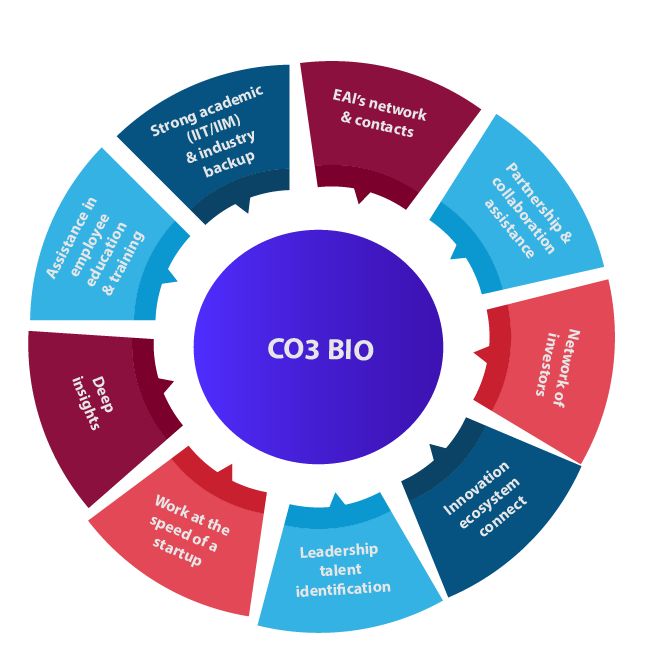 EAI's network
& contacts
Partnership &
collaboration
assistance
Network of
investors
Innovation
ecosystem
connect
Leadership
talent
identification
Work at the
speed of a
startup
Deep
insights
Assistance in
employee
education
& training
Strong academic
(IIT/IIM)
& industry
backup
CO3 BIO